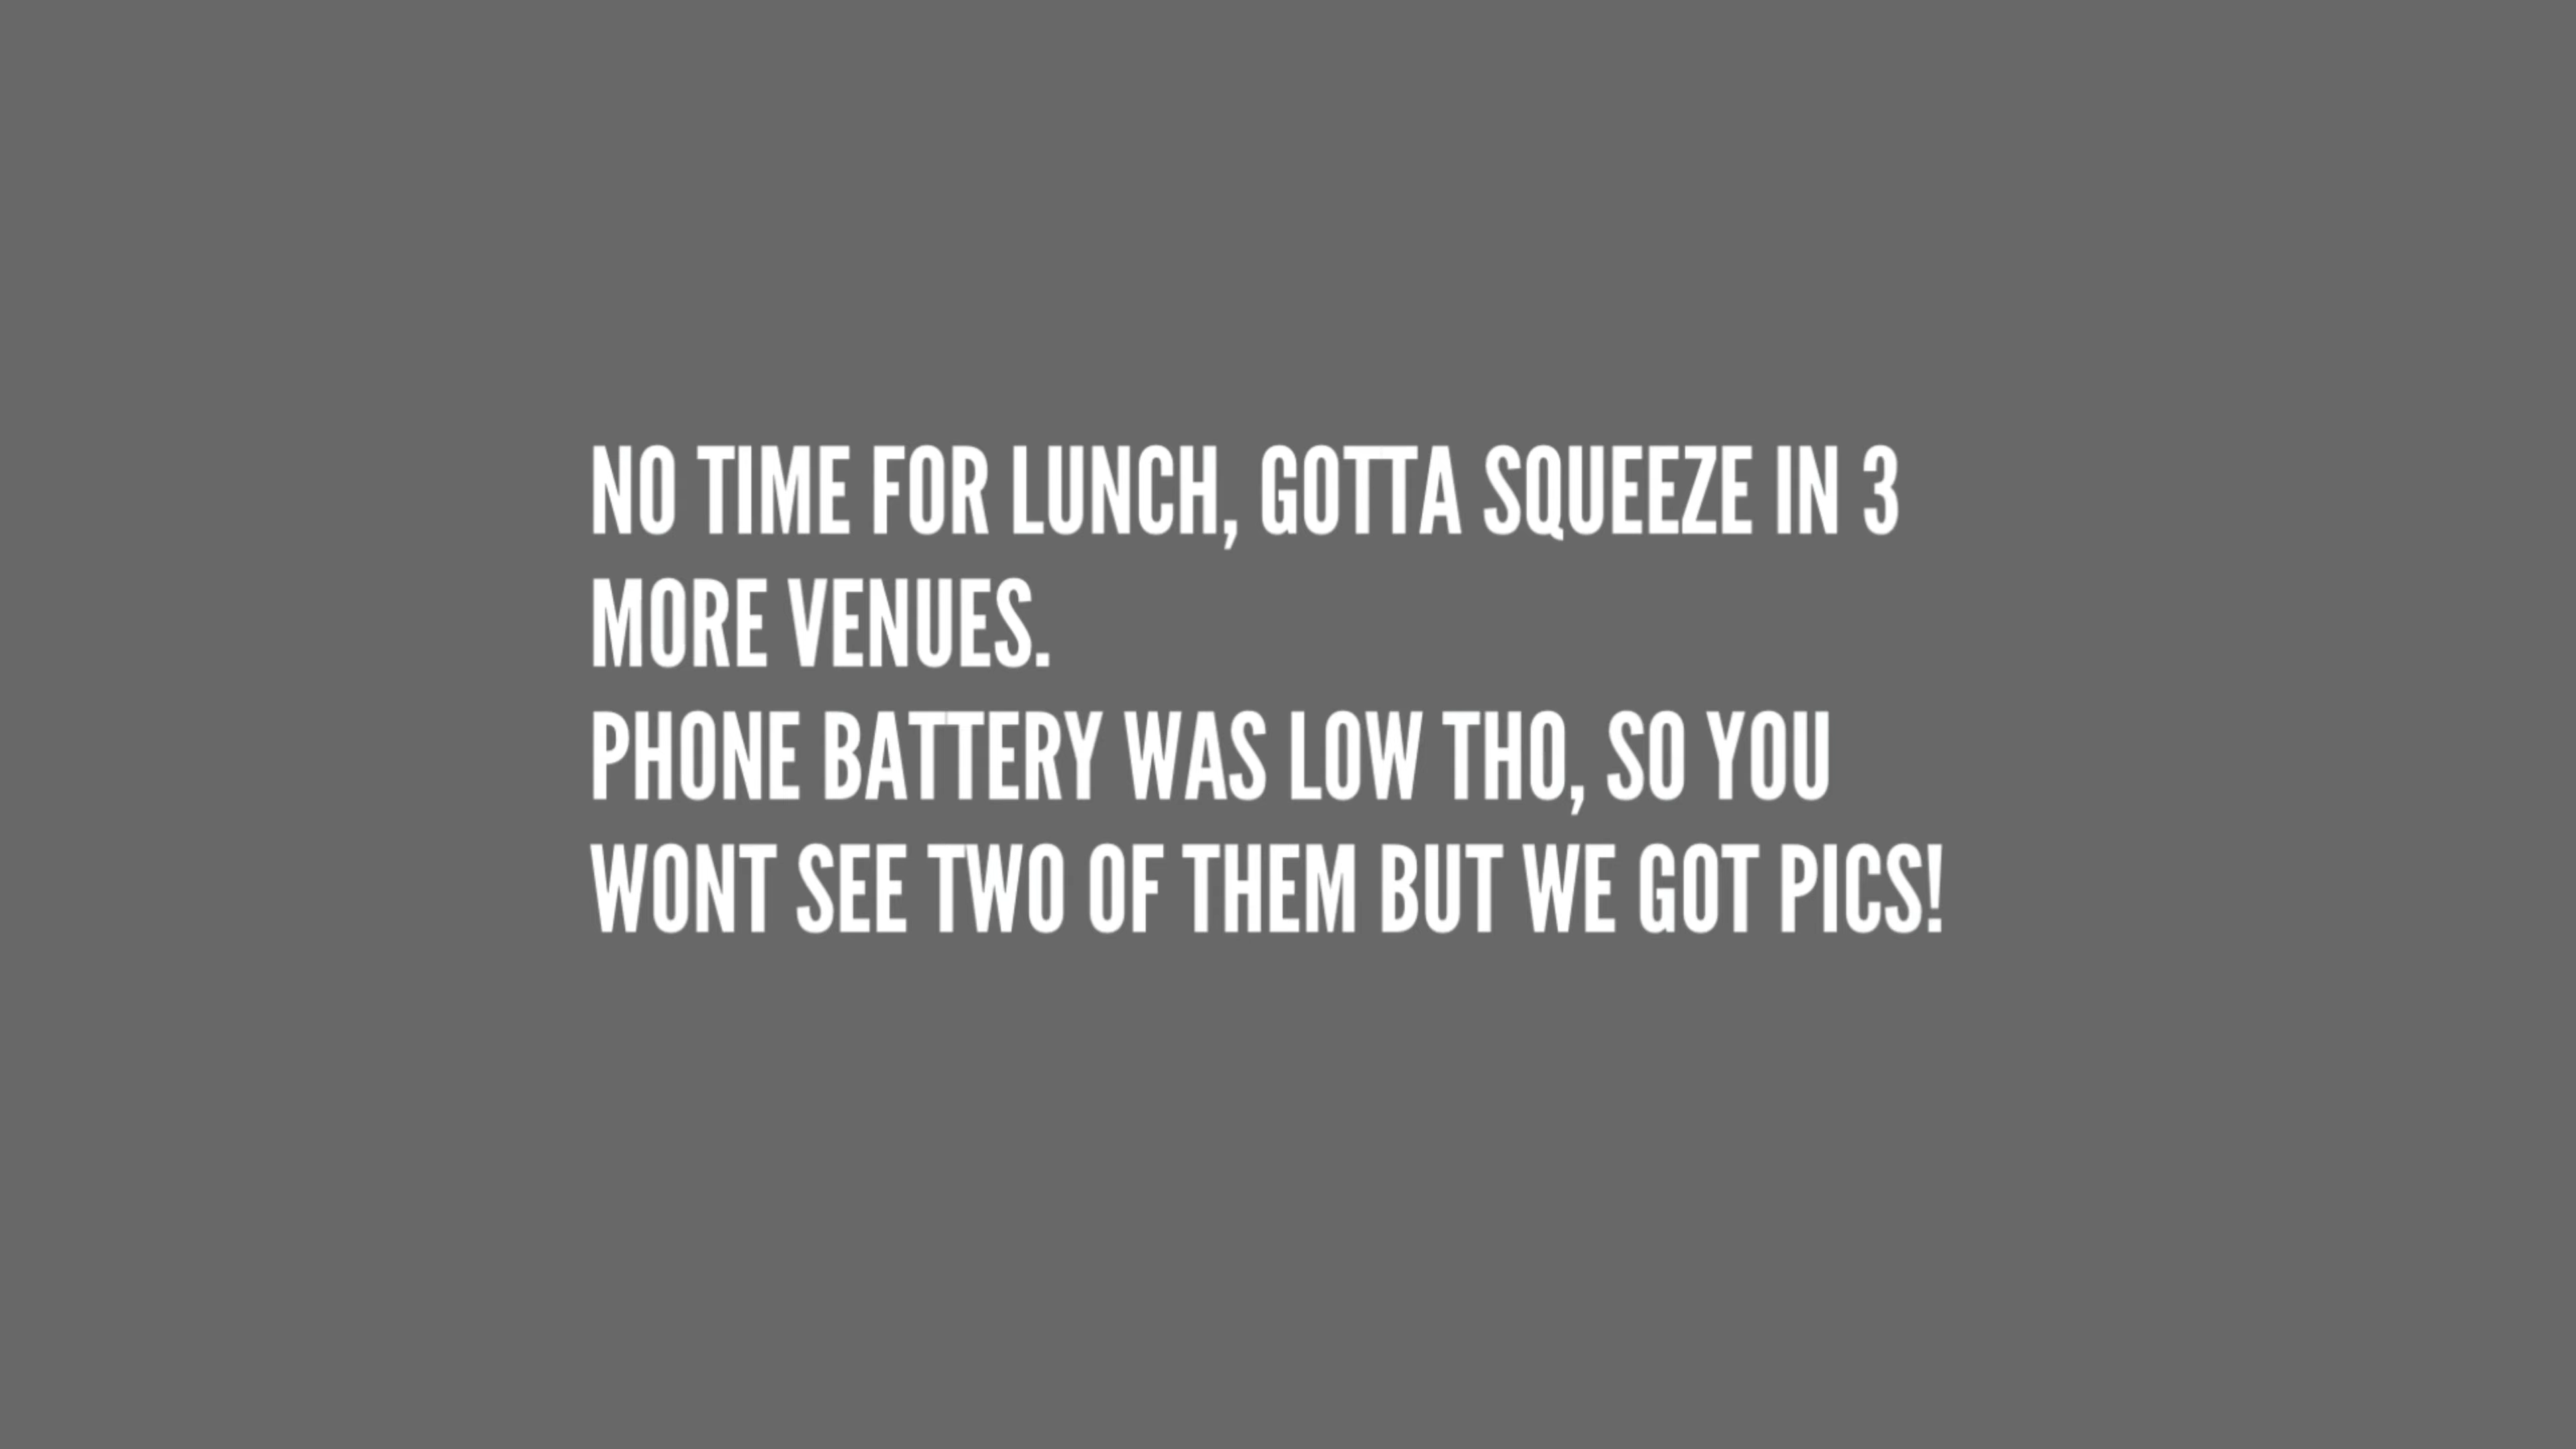 NO TIME FOR LUNCH, GOTTA SQUEEZE IN 3
MORE VENUES.
PHONE BATTERY WAS LOW THO, SO YOU
WONT SEE TWO OF THEM BUT WE GOT PICS!